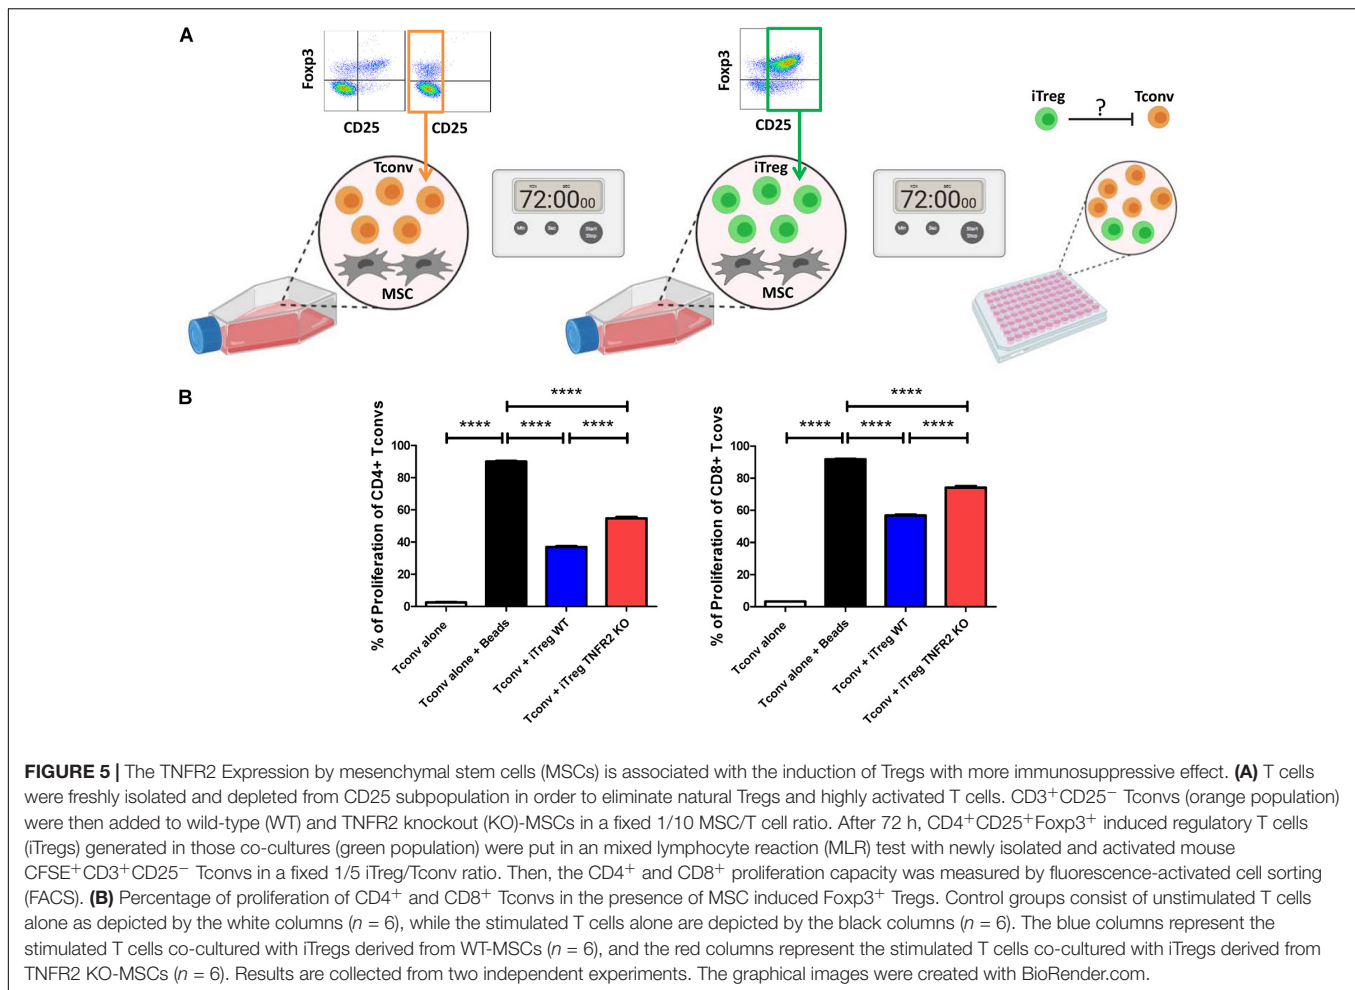 A
Foxp3
CD25
CD25
Foxp3
CD25
iTreg
?
Tconv
Tconv
MSC
MIN
SEC
72:00 00
Min
Sec
Start
Stop
iTreg
MSC
MIN
SEC
72:00 00
Min
Sec
Start
Stop
B
% of Proliferation of CD4+ Tconvs
100
80
60
40
20
0
****
****
****
****
Tconv alone
Tconv alone + Beads
Tconv + iTreg WT
Tconv + iTreg TNFR2 KO
% of Proliferation of CD8+ Tcovs
100
80
60
40
20
0
****
****
****
****
Tconv alone
Tconv alone + Beads
Tconv + iTreg WT
Tconv + iTreg TNFR2 KO
FIGURE 5 | The TNFR2 Expression by mesenchymal stem cells (MSCs) is associated with the induction of Tregs with more immunosuppressive effect. (A) T cells
were freshly isolated and depleted from CD25 subpopulation in order to eliminate natural Tregs and highly activated T cells. CD3⁺CD25⁻ Tconvs (orange population)
were then added to wild-type (WT) and TNFR2 knockout (KO)-MSCs in a fixed 1/10 MSC/T cell ratio. After 72 h, CD4⁺CD25⁺Foxp3⁺ induced regulatory T cells
(iTregs) generated in those co-cultures (green population) were put in an mixed lymphocyte reaction (MLR) test with newly isolated and activated mouse
CFSE⁺CD3⁺CD25⁻ Tconvs in a fixed 1/5 iTreg/Tconv ratio. Then, the CD4⁺ and CD8⁺ proliferation capacity was measured by fluorescence-activated cell sorting
(FACS). (B) Percentage of proliferation of CD4⁺ and CD8⁺ Tconvs in the presence of MSC induced Foxp3⁺ Tregs. Control groups consist of unstimulated T cells
alone as depicted by the white columns (n = 6), while the stimulated T cells alone are depicted by the black columns (n = 6). The blue columns represent the
stimulated T cells co-cultured with iTregs derived from WT-MSCs (n = 6), and the red columns represent the stimulated T cells co-cultured with iTregs derived from
TNFR2 KO-MSCs (n = 6). Results are collected from two independent experiments. The graphical images were created with BioRender.com.